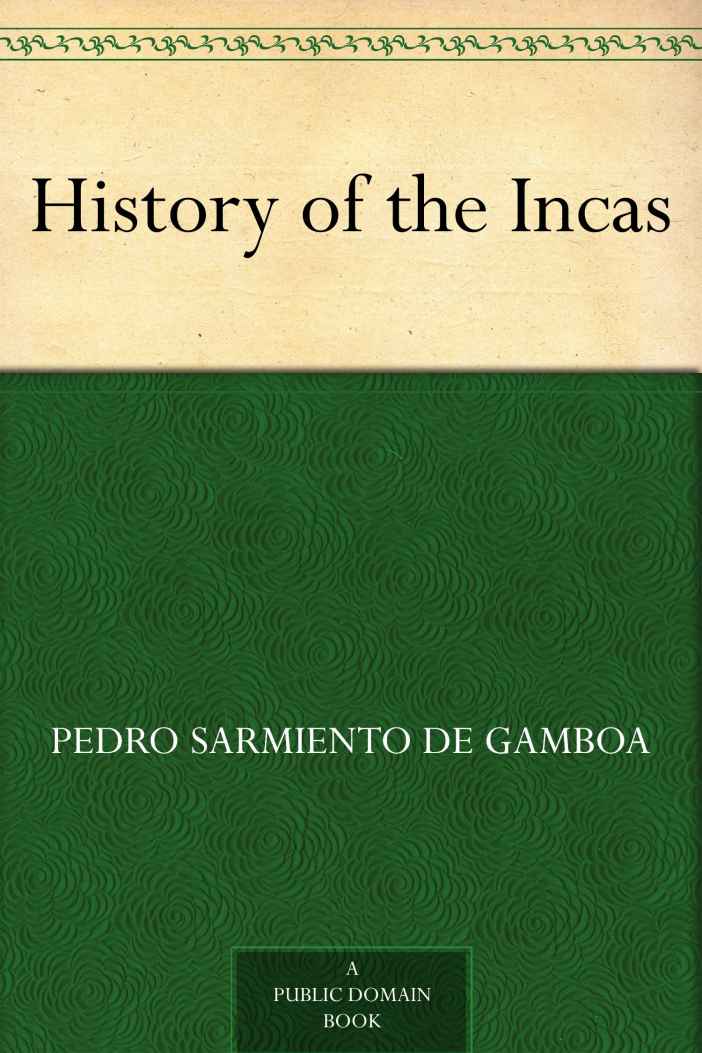 History of the Incas
PEDRO SARMIENTO DE GAMBOA
A
PUBLIC DOMAIN
BOOK